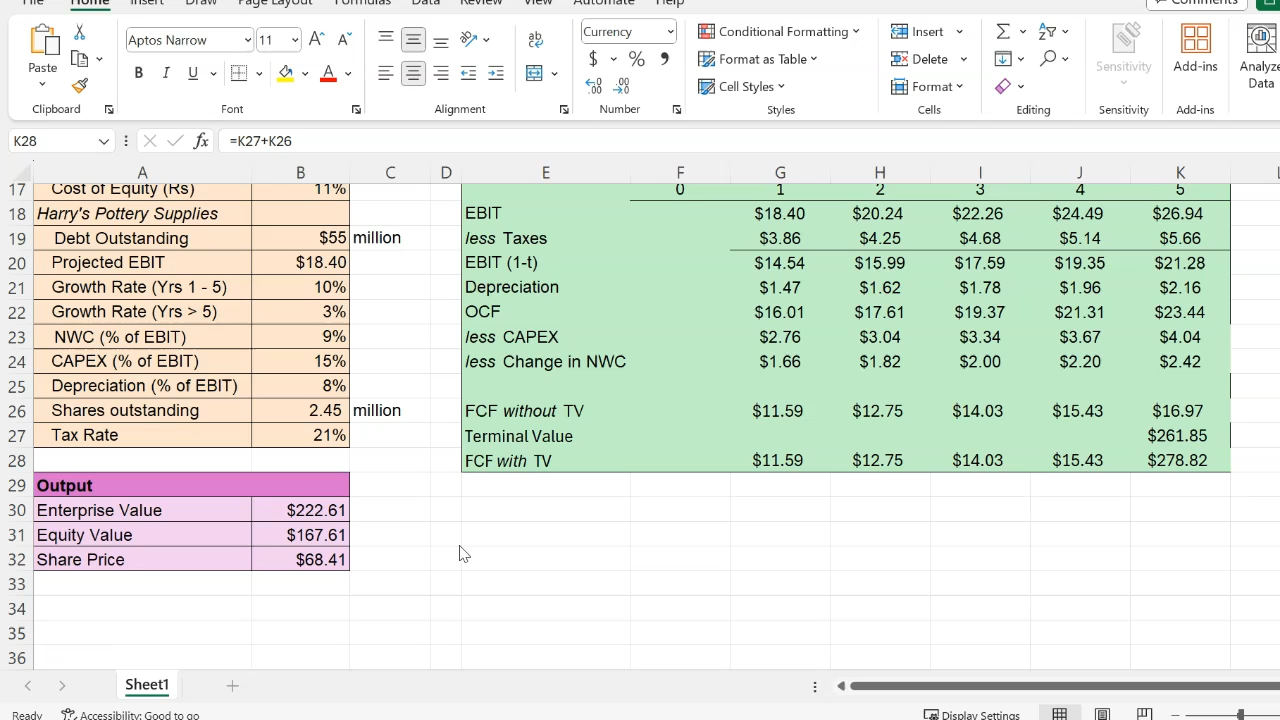 File Home Insert Draw Page Layout Formulas Data Review View Automate Help Comments
Paste
Clipboard
Aptos Narrow 11
B I U
Font
Alignment
Currency
$ % ,
Number
Conditional Formatting
Format as Table
Cell Styles
Styles
Insert
Delete
Format
Cells
Editing
Sensitivity
Sensitivity
Add-ins
Add-ins
Analyze
Data
K28 fx =K27+K26
A B C D E F G H I J K
17 Cost of Equity (Rs) 11% 0 1 2 3 4 5
18 Harry's Pottery Supplies EBIT $18.40 $20.24 $22.26 $24.49 $26.94
19 Debt Outstanding $55 million less Taxes $3.86 $4.25 $4.68 $5.14 $5.66
20 Projected EBIT $18.40 EBIT (1-t) $14.54 $15.99 $17.59 $19.35 $21.28
21 Growth Rate (Yrs 1 - 5) 10% Depreciation $1.47 $1.62 $1.78 $1.96 $2.16
22 Growth Rate (Yrs > 5) 3% OCF $16.01 $17.61 $19.37 $21.31 $23.44
23 NWC (% of EBIT) 9% less CAPEX $2.76 $3.04 $3.34 $3.67 $4.04
24 CAPEX (% of EBIT) 15% less Change in NWC $1.66 $1.82 $2.00 $2.20 $2.42
25 Depreciation (% of EBIT) 8%
26 Shares outstanding 2.45 million FCF without TV $11.59 $12.75 $14.03 $15.43 $16.97
27 Tax Rate 21% Terminal Value $261.85
28 FCF with TV $11.59 $12.75 $14.03 $15.43 $278.82
29 Output
30 Enterprise Value $222.61
31 Equity Value $167.61
32 Share Price $68.41
33
34
35
36
Sheet1
Ready Accessibility: Good to go Display Settings